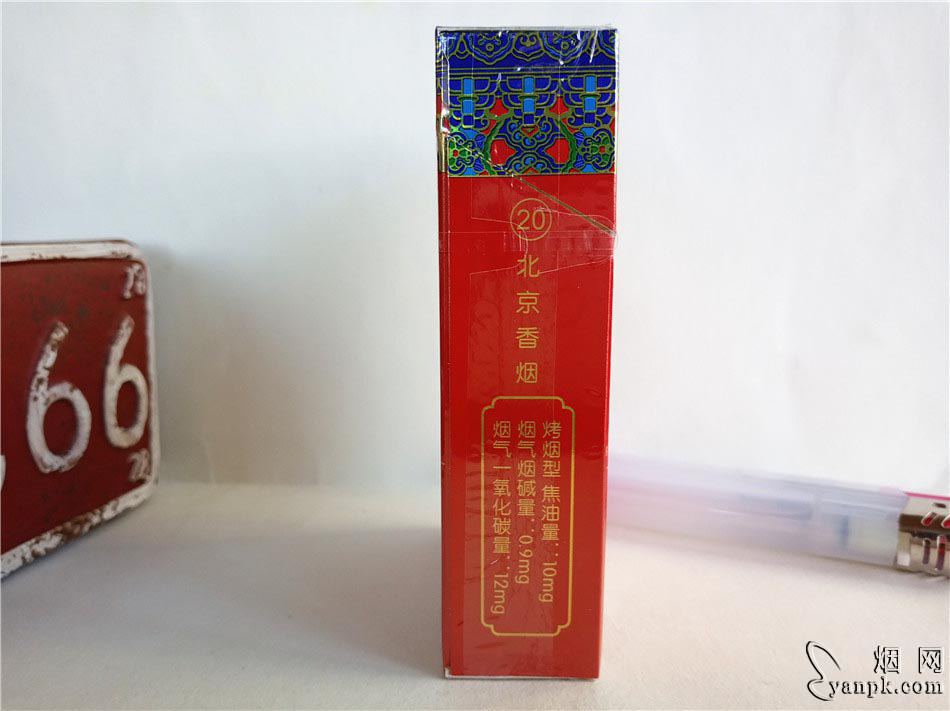 20
北京香烟
烤烟型 焦油量：10mg
烟气烟碱量：0.9mg
烟气一氧化碳量：12mg
66
烟网
yanpk.com